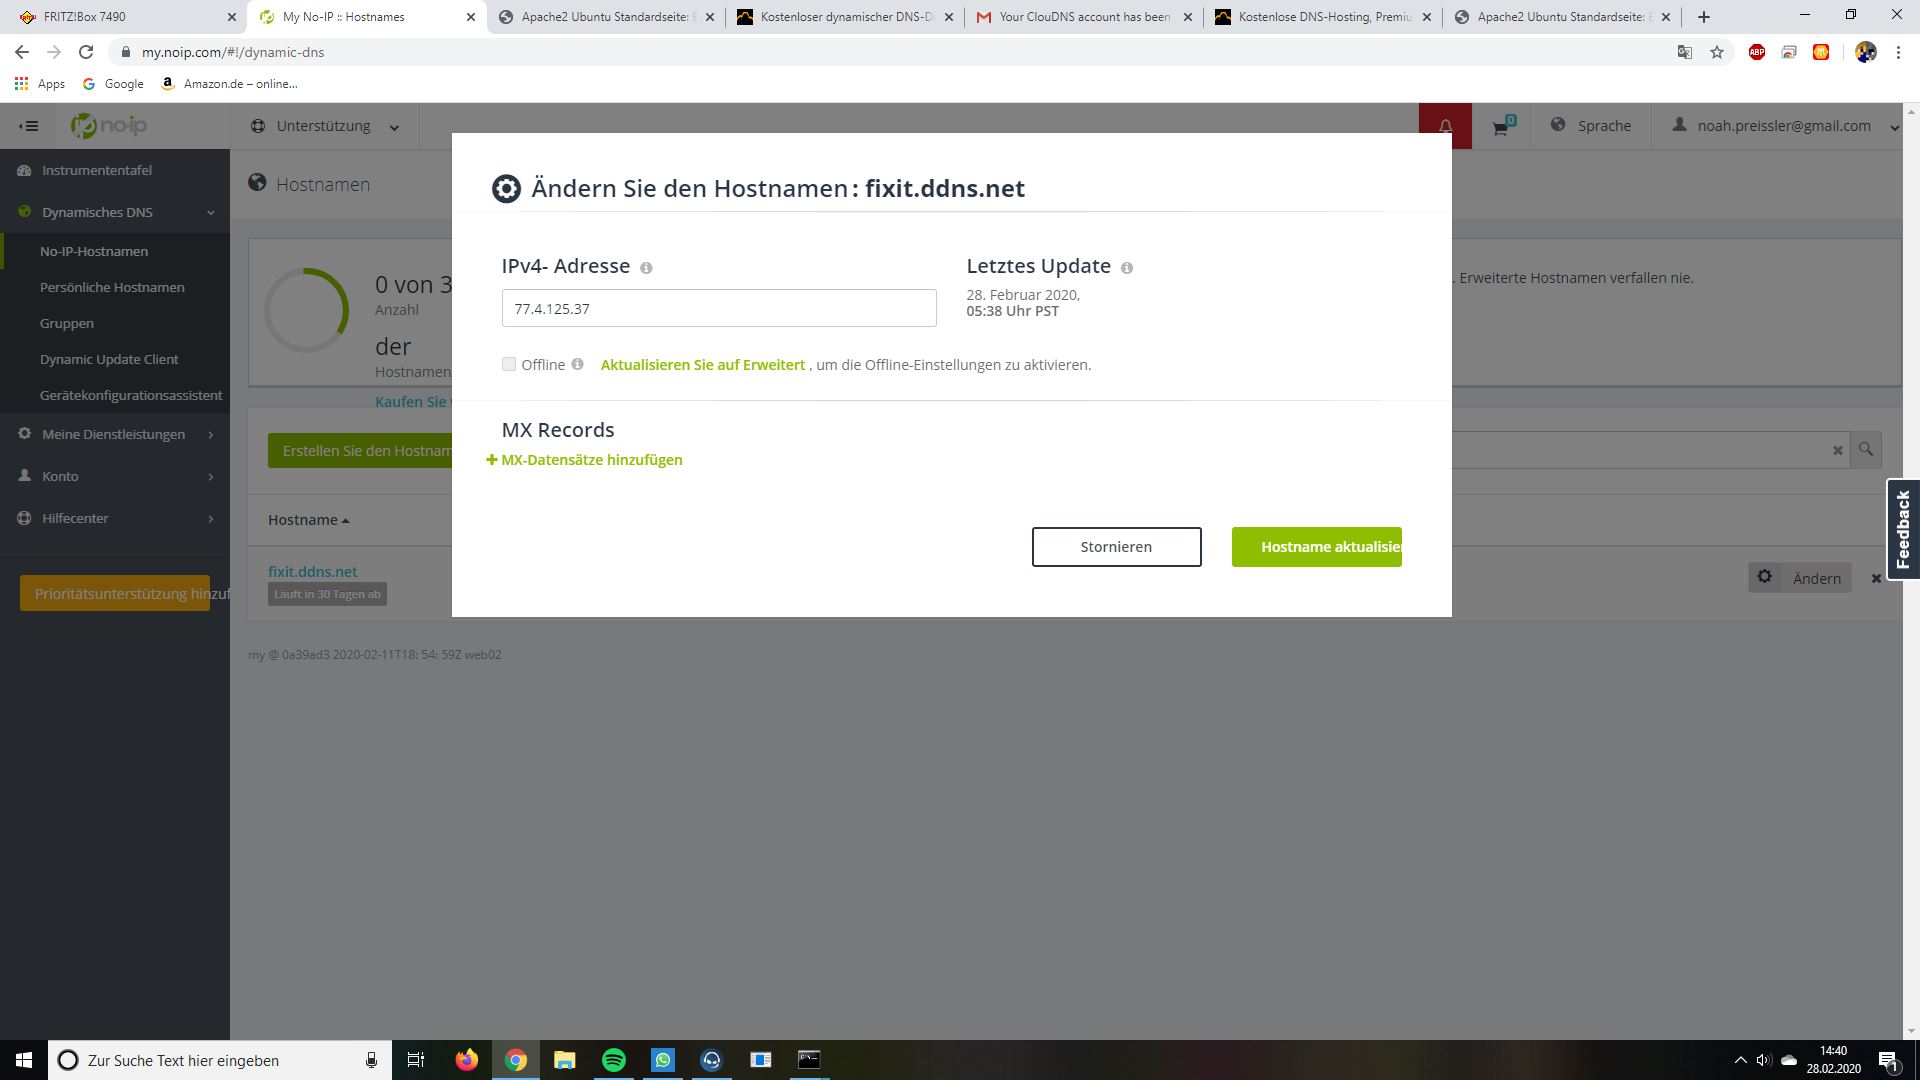 FRITZ!Box 7490
My No-IP :: Hostnames
Apache2 Ubuntu Standardseite:
Kostenloser dynamischer DNS-D
Your ClouDNS account has been
Kostenlose DNS-Hosting, Premiu
Apache2 Ubuntu Standardseite:
my.noip.com/#!/dynamic-dns
ABP
Apps
Google
Amazon.de – online...
no-ip
Unterstützung
0
Sprache
noah.preissler@gmail.com
Instrumententafel
Dynamisches DNS
No-IP-Hostnamen
Persönliche Hostnamen
Gruppen
Dynamic Update Client
Gerätekonfigurationsassistent
Meine Dienstleistungen
Konto
Hilfecenter
Prioritätsunterstützung hinzuf
Hostnamen
0 von 3
Anzahl
der
Hostnamen
Kaufen Sie
. Erweiterte Hostnamen verfallen nie.
Erstellen Sie den Hostnam
Hostname
fixit.ddns.net
Läuft in 30 Tagen ab
Ändern
my @ 0a39ad3 2020-02-11T18: 54: 59Z web02
Ändern Sie den Hostnamen : fixit.ddns.net
IPv4- Adresse
77.4.125.37
Letztes Update
28. Februar 2020,
05:38 Uhr PST
Offline
Aktualisieren Sie auf Erweitert , um die Offline-Einstellungen zu aktivieren.
MX Records
MX-Datensätze hinzufügen
Stornieren
Hostname aktualisier
Feedback
Zur Suche Text hier eingeben
14:40
28.02.2020
1